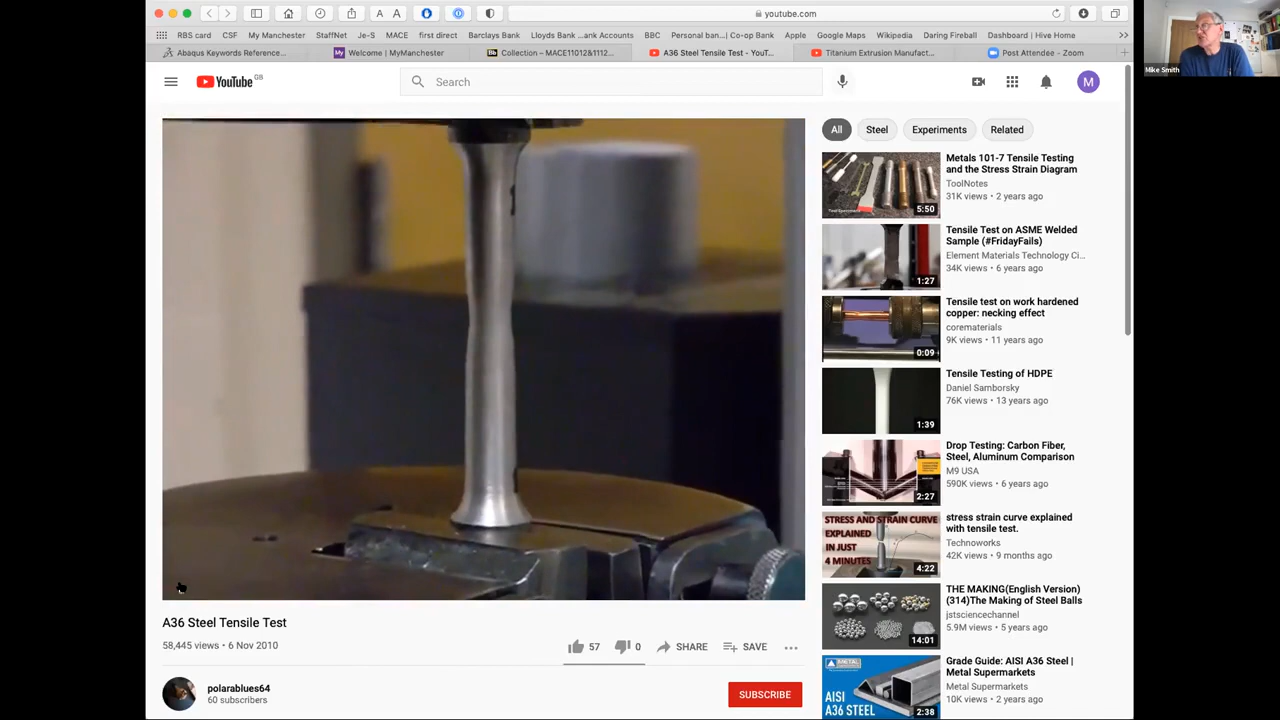 youtube.com
RBS card
CSF
My Manchester
StaffNet
Je-S
MACE
first direct
Barclays Bank
Lloyds Bank ...ank Accounts
BBC
Personal ban...| Co-op Bank
Apple
Google Maps
Wikipedia
Daring Fireball
Dashboard | Hive Home
Abaqus Keywords Reference...
My
Welcome | MyManchester
Bb
Collection – MACE11012&1112...
A36 Steel Tensile Test - YouT...
Titanium Extrusion Manufact...
Post Attendee - Zoom
Mike Smith
YouTube GB
Search
M
All
Steel
Experiments
Related
Metals 101-7 Tensile Testing
and the Stress Strain Diagram
ToolNotes
31K views • 2 years ago
5:50
Tensile Test on ASME Welded
Sample (#FridayFails)
Element Materials Technology Ci...
34K views • 6 years ago
1:27
Tensile test on work hardened
copper: necking effect
corematerials
9K views • 11 years ago
0:09
Tensile Testing of HDPE
Daniel Samborsky
76K views • 13 years ago
1:39
Drop Testing: Carbon Fiber,
Steel, Aluminum Comparison
M9 USA
590K views • 6 years ago
2:27
STRESS AND STRAIN CURVE
EXPLAINED
IN JUST
4 MINUTES
stress strain curve explained
with tensile test.
Technoworks
42K views • 9 months ago
4:22
THE MAKING(English Version)
(314)The Making of Steel Balls
jstsciencechannel
5.9M views • 5 years ago
14:01
METAL
AISI
A36 STEEL
Grade Guide: AISI A36 Steel |
Metal Supermarkets
Metal Supermarkets
10K views • 2 years ago
2:38
A36 Steel Tensile Test
58,445 views • 6 Nov 2010
57
0
SHARE
SAVE
polarablues64
60 subscribers
SUBSCRIBE